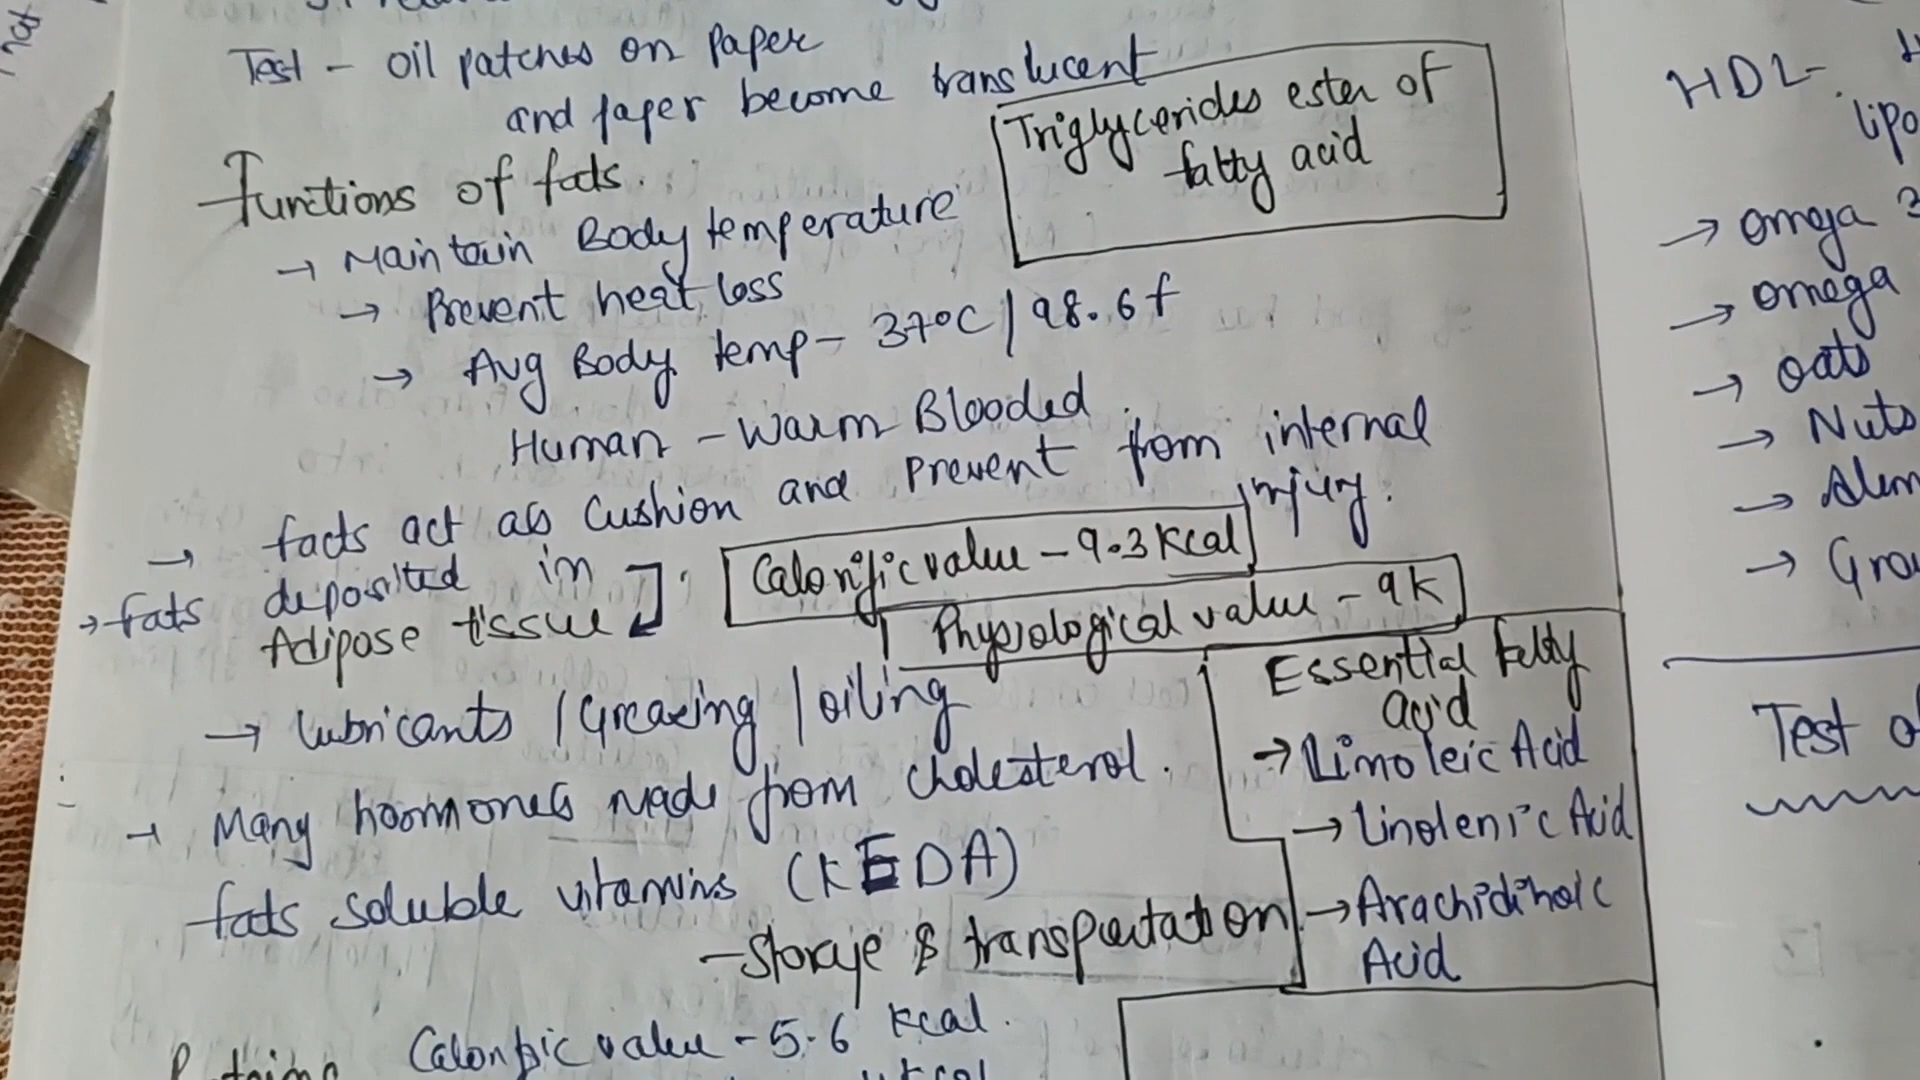 Test - oil patches on paper
and paper become translucent
Triglycerides ester of
fatty acid
Functions of fats.
→ Maintain Body temperature
→ Prevent heat loss
→ Avg Body temp - 37°C | 98.6 f
Human - Warm Blooded
→ facts act as cushion and prevent from internal
injury.
→ fats deposited in
Adipose tissue
Calorific value - 9.3 Kcal
Physiological value - 9K
→ lubricants / Greasing / oiling
→ Many hormones made from cholesterol.
fats soluble vitamins (KEDA)
- Storage & transportation
Essential fatty
acid
→ Linoleic Acid
→ Linolenic Acid
→ Arachidinoic
Acid
Calorific value - 5.6 Kcal.
HDL -
→ omega 3
→ omega
→ oats
→ Nuts
Test